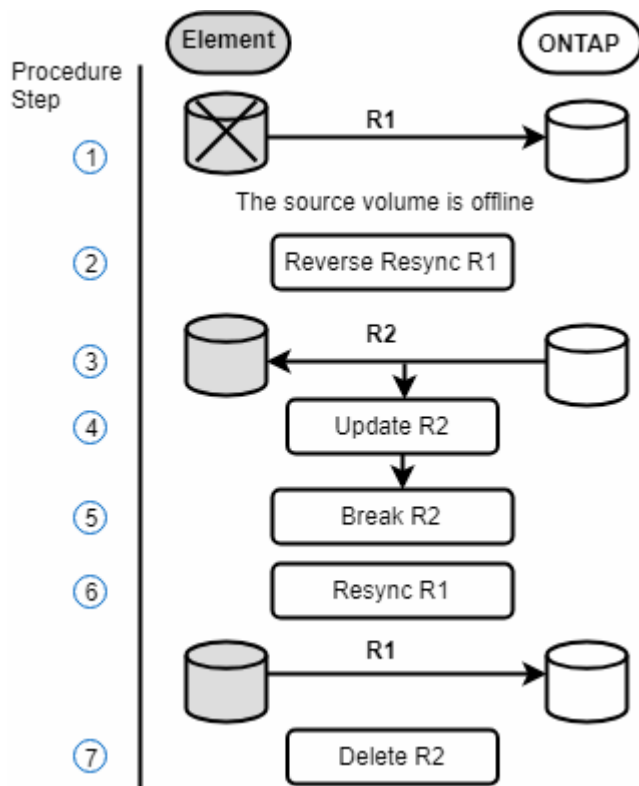 Element
ONTAP
Procedure
Step
R1
1
The source volume is offline
2
Reverse Resync R1
R2
3
4
Update R2
5
Break R2
6
Resync R1
R1
7
Delete R2